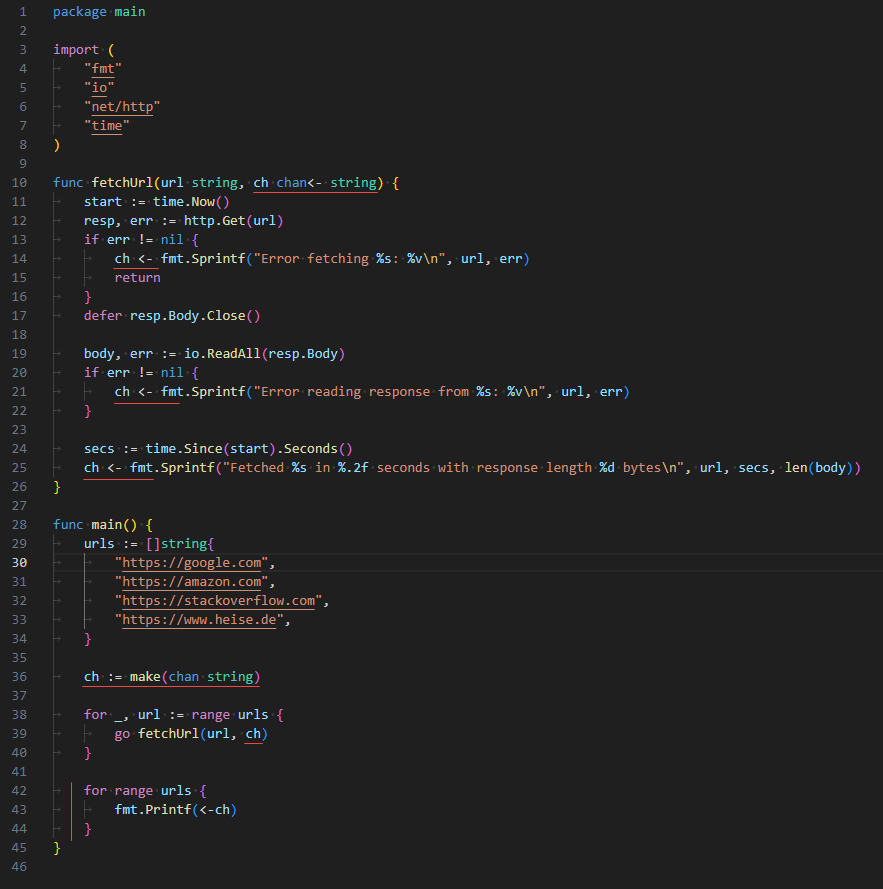 1 package main
2
3 import (
4 "fmt"
5 "io"
6 "net/http"
7 "time"
8 )
9
10 func fetchUrl(url string, ch chan<- string) {
11 start := time.Now()
12 resp, err := http.Get(url)
13 if err != nil {
14 ch <- fmt.Sprintf("Error fetching %s: %v\n", url, err)
15 return
16 }
17 defer resp.Body.Close()
18
19 body, err := io.ReadAll(resp.Body)
20 if err != nil {
21 ch <- fmt.Sprintf("Error reading response from %s: %v\n", url, err)
22 }
23
24 secs := time.Since(start).Seconds()
25 ch <- fmt.Sprintf("Fetched %s in %.2f seconds with response length %d bytes\n", url, secs, len(body))
26 }
27
28 func main() {
29 urls := []string{
30 "https://google.com",
31 "https://amazon.com",
32 "https://stackoverflow.com",
33 "https://www.heise.de",
34 }
35
36 ch := make(chan string)
37
38 for _, url := range urls {
39 go fetchUrl(url, ch)
40 }
41
42 for range urls {
43 fmt.Printf(<-ch)
44 }
45 }
46